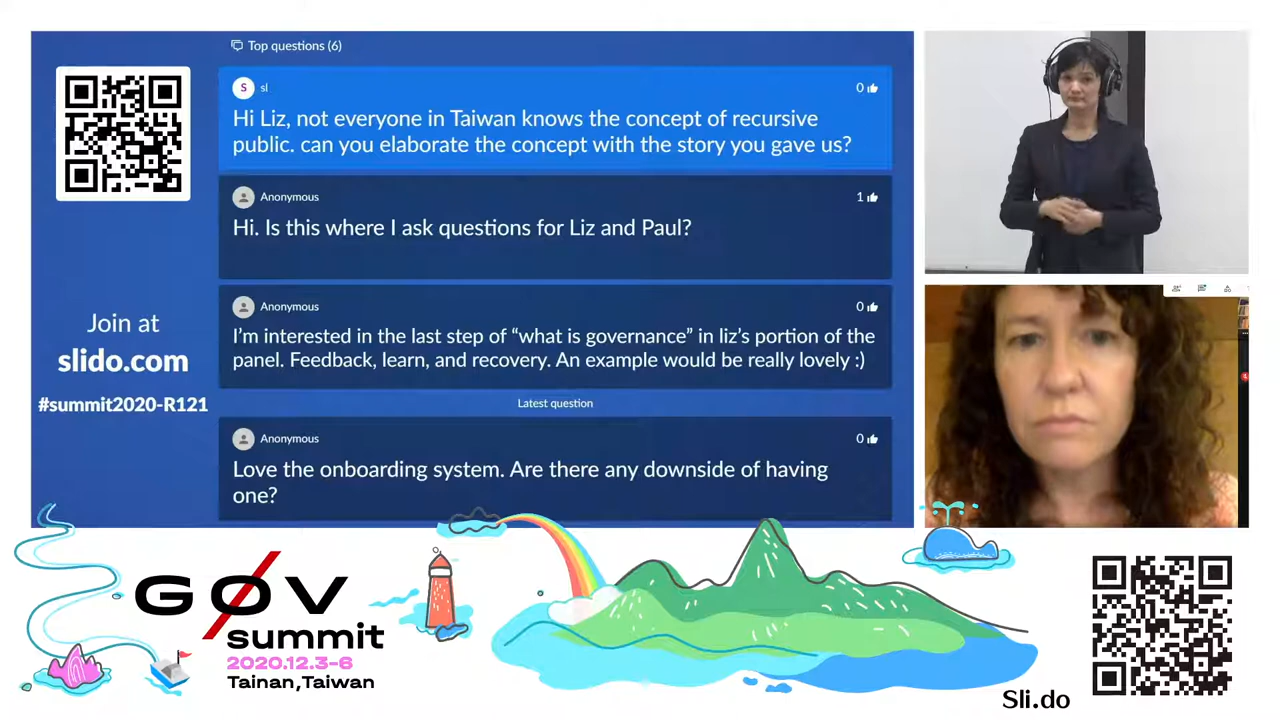 Top questions (6)
S sl 0
Hi Liz, not everyone in Taiwan knows the concept of recursive
public. can you elaborate the concept with the story you gave us?
Anonymous 1
Hi. Is this where I ask questions for Liz and Paul?
Anonymous 0
I'm interested in the last step of “what is governance” in liz's portion of the
panel. Feedback, learn, and recovery. An example would be really lovely :)
Latest question
Anonymous 0
Love the onboarding system. Are there any downside of having
one?
Join at
slido.com
#summit2020-R121
GØV
summit
2020.12.3-6
Tainan,Taiwan
Sli.do